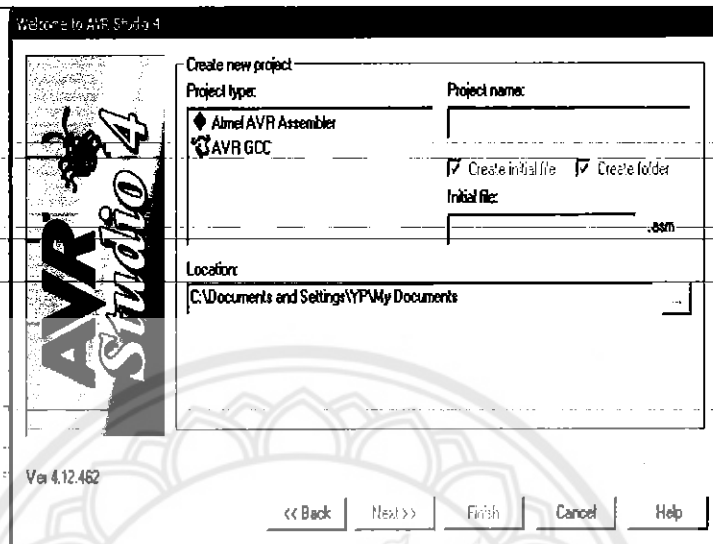 Welcome to AVR Studio 4
Create new project
Project type:
Project name:
Atmel AVR Assembler
AVR GCC
Create initial file
Create folder
Initial file:
.asm
Location:
C:\Documents and Settings\YP\My Documents
...
AVR Studio 4
Ver 4.12.462
<< Back
Next >>
Finish
Cancel
Help